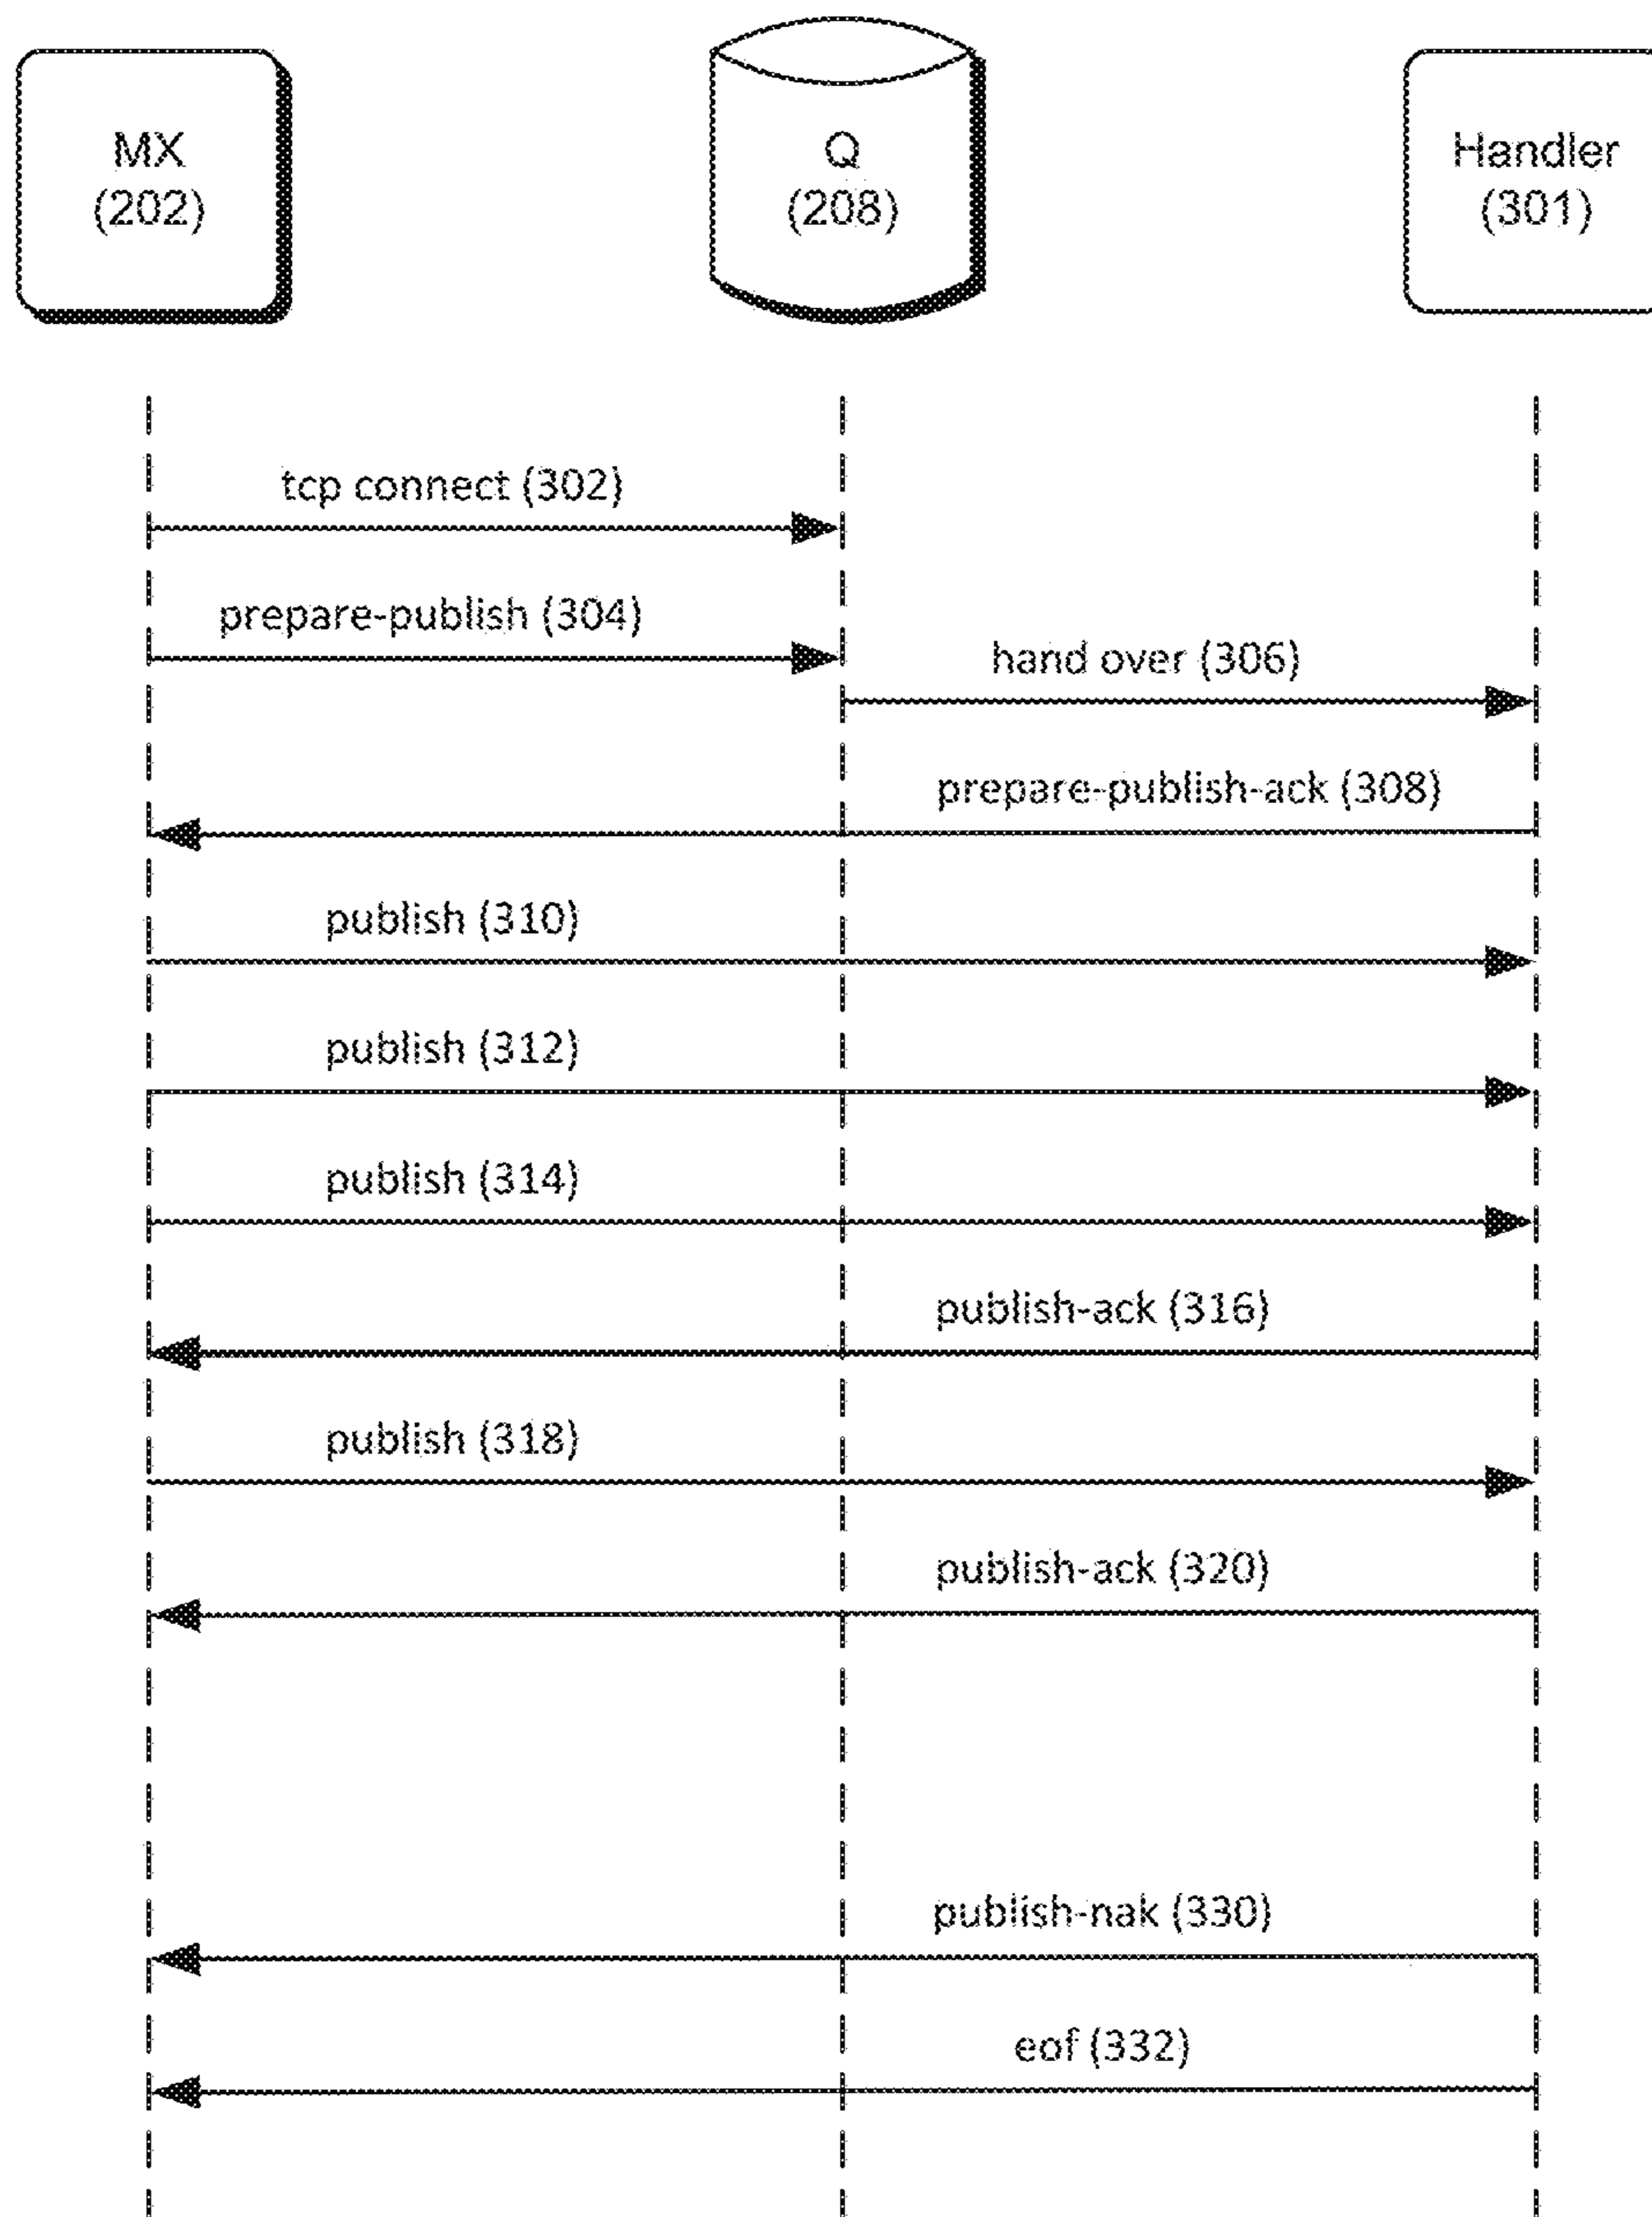 MX
(202)
Q
(208)
Handler
(301)
tcp connect (302)
prepare-publish (304)
hand over (306)
prepare-publish-ack (308)
publish (310)
publish (312)
publish (314)
publish-ack (316)
publish (318)
publish-ack (320)
publish-nak (330)
eof (332)